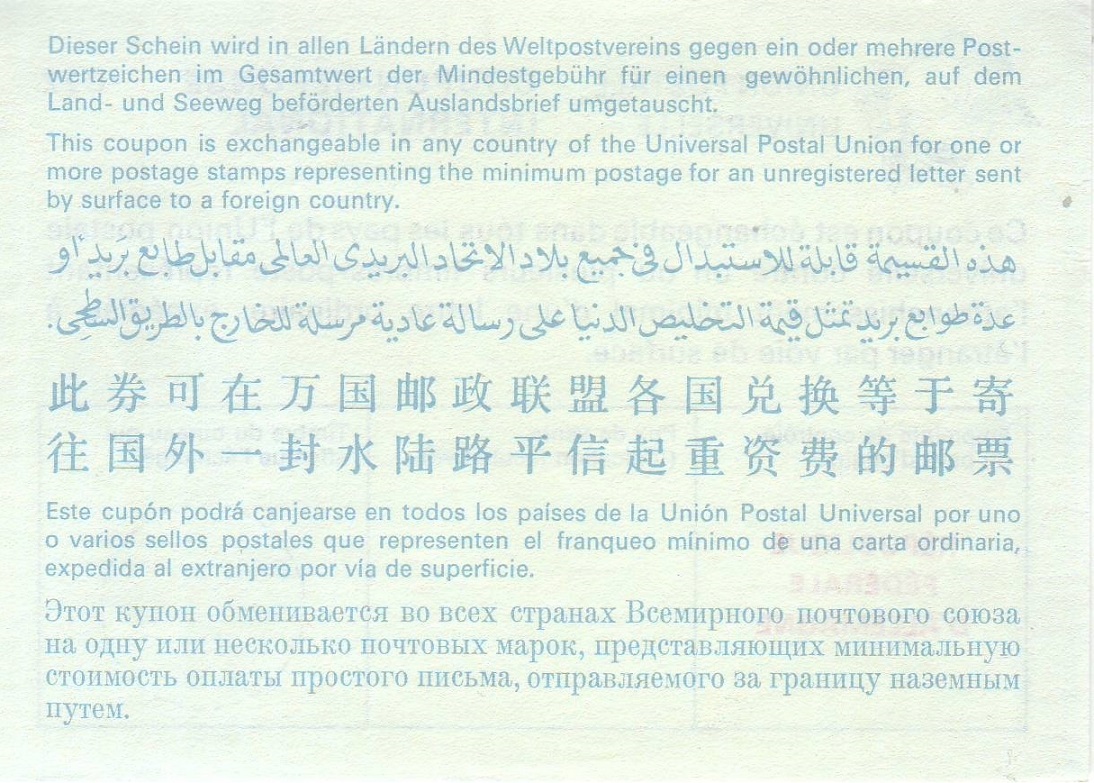 Dieser Schein wird in allen Ländern des Weltpostvereins gegen ein oder mehrere Post-
wertzeichen im Gesamtwert der Mindestgebühr für einen gewöhnlichen, auf dem
Land- und Seeweg beförderten Auslandsbrief umgetauscht.
This coupon is exchangeable in any country of the Universal Postal Union for one or
more postage stamps representing the minimum postage for an unregistered letter sent
by surface to a foreign country.
هذه القسيمة قابلة للاستبدال في جميع بلاد الاتحاد البريدى العالمى مقابل طابع بريد أو
عدة طوابع بريد تمثل قيمة التخليص الدنيا على رسالة عادية مرسلة للخارج بالطريق السطحى.
此券可在万国邮政联盟各国兑换等于寄
往国外一封水陆路平信起重资费的邮票
Este cupón podrá canjearse en todos los países de la Unión Postal Universal por uno
o varios sellos postales que representen el franqueo mínimo de una carta ordinaria,
expedida al extranjero por vía de superficie.
Этот купон обменивается во всех странах Всемирного почтового союза
на одну или несколько почтовых марок, представляющих минимальную
стоимость оплаты простого письма, отправляемого за границу наземным
путем.